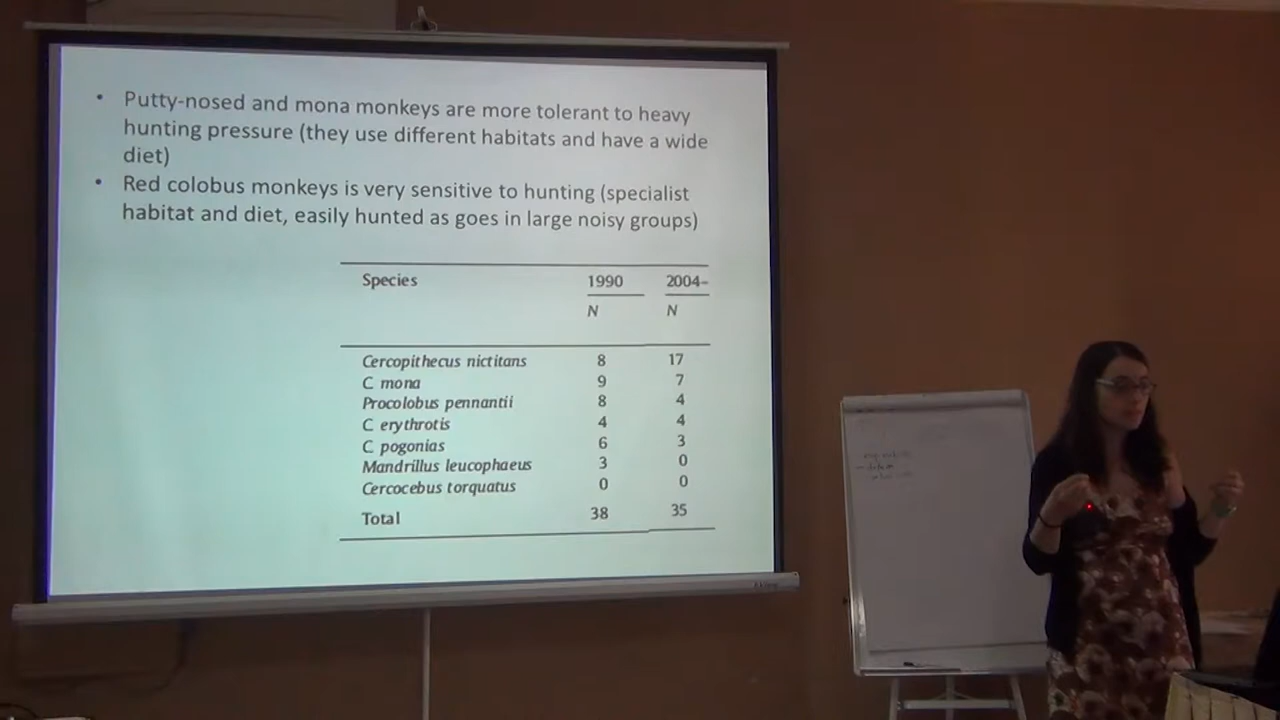 • Putty-nosed and mona monkeys are more tolerant to heavy
hunting pressure (they use different habitats and have a wide
diet)
• Red colobus monkeys is very sensitive to hunting (specialist
habitat and diet, easily hunted as goes in large noisy groups)
Species 1990 2004-
N N
Cercopithecus nictitans 8 17
C mona 9 7
Procolobus pennantii 8 4
C erythrotis 4 4
C pogonias 6 3
Mandrillus leucophaeus 3 0
Cercocebus torquatus 0 0
Total 38 35